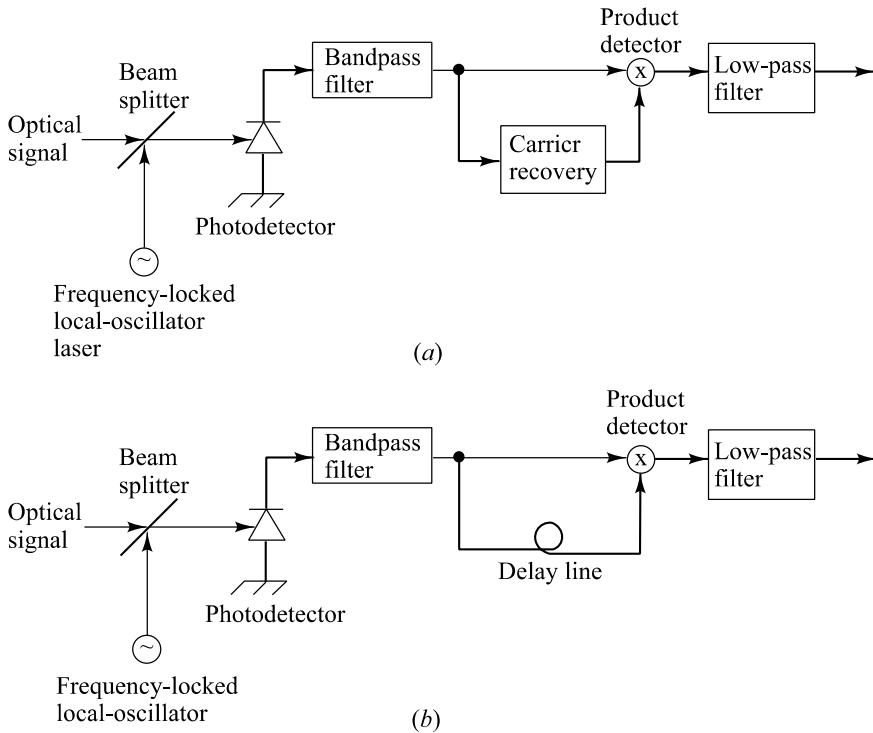 Product
detector
Bandpass
filter
Low-pass
filter
Beam
splitter
x
Optical
signal
Carricr
recovery
Photodetector
~
Frequency-locked
local-oscillator
laser
(a)
Product
detector
Bandpass
filter
Low-pass
filter
Beam
splitter
x
Optical
signal
Delay line
Photodetector
~
Frequency-locked
local-oscillator
(b)